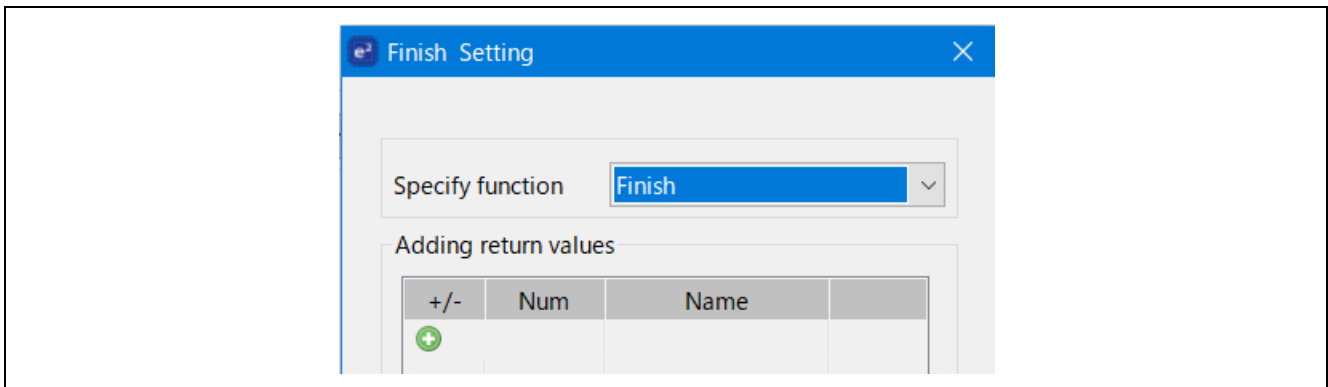 e² Finish Setting
Specify function Finish
Adding return values
+/- Num Name